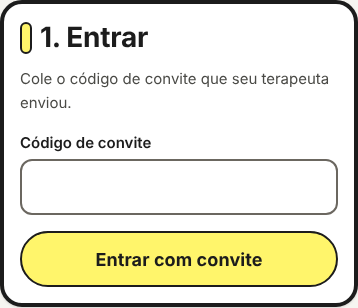 1. Entrar
Cole o código de convite que seu terapeuta
enviou.
Código de convite
Entrar com convite